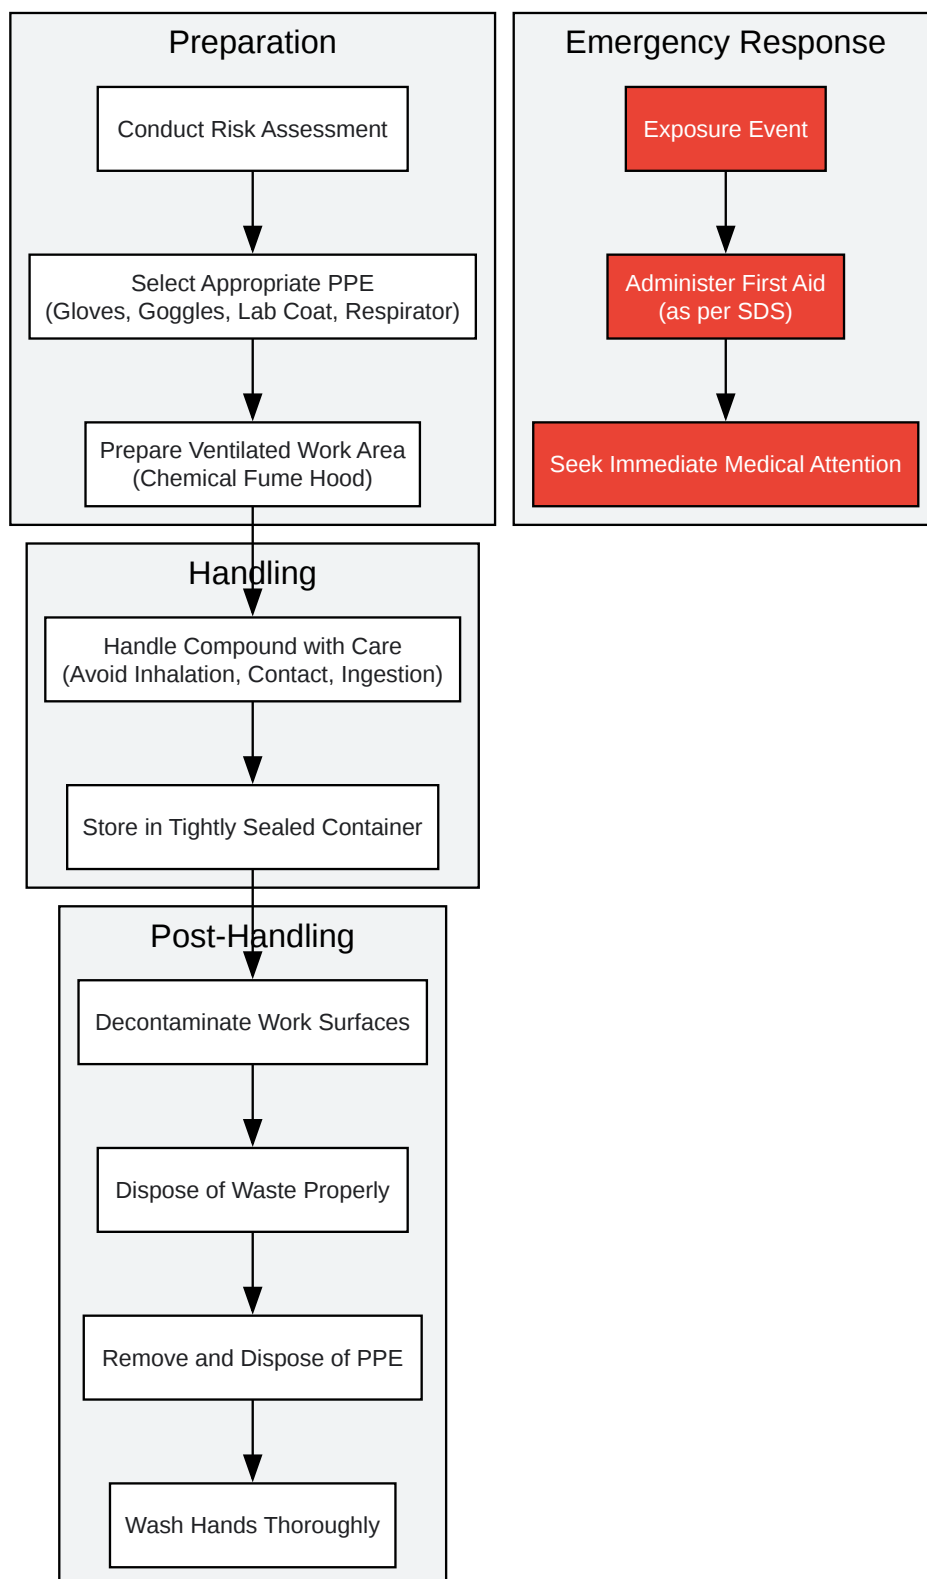 Preparation
Conduct Risk Assessment
Select Appropriate PPE
(Gloves, Goggles, Lab Coat, Respirator)
Prepare Ventilated Work Area
(Chemical Fume Hood)
Handling
Handle Compound with Care
(Avoid Inhalation, Contact, Ingestion)
Store in Tightly Sealed Container
Post-Handling
Decontaminate Work Surfaces
Dispose of Waste Properly
Remove and Dispose of PPE
Wash Hands Thoroughly
Emergency Response
Exposure Event
Administer First Aid
(as per SDS)
Seek Immediate Medical Attention